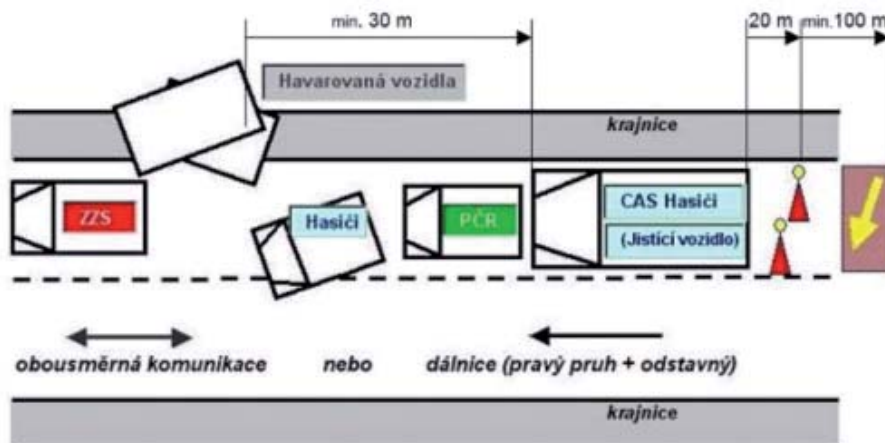 min. 30 m
20 m
min.100 m
Havarovaná vozidla
krajnice
ZZS
Hasiči
PČR
CAS Hasiči
(Jistící vozidlo)
obousměrná komunikace nebo dálnice (pravý pruh + odstavný)
krajnice